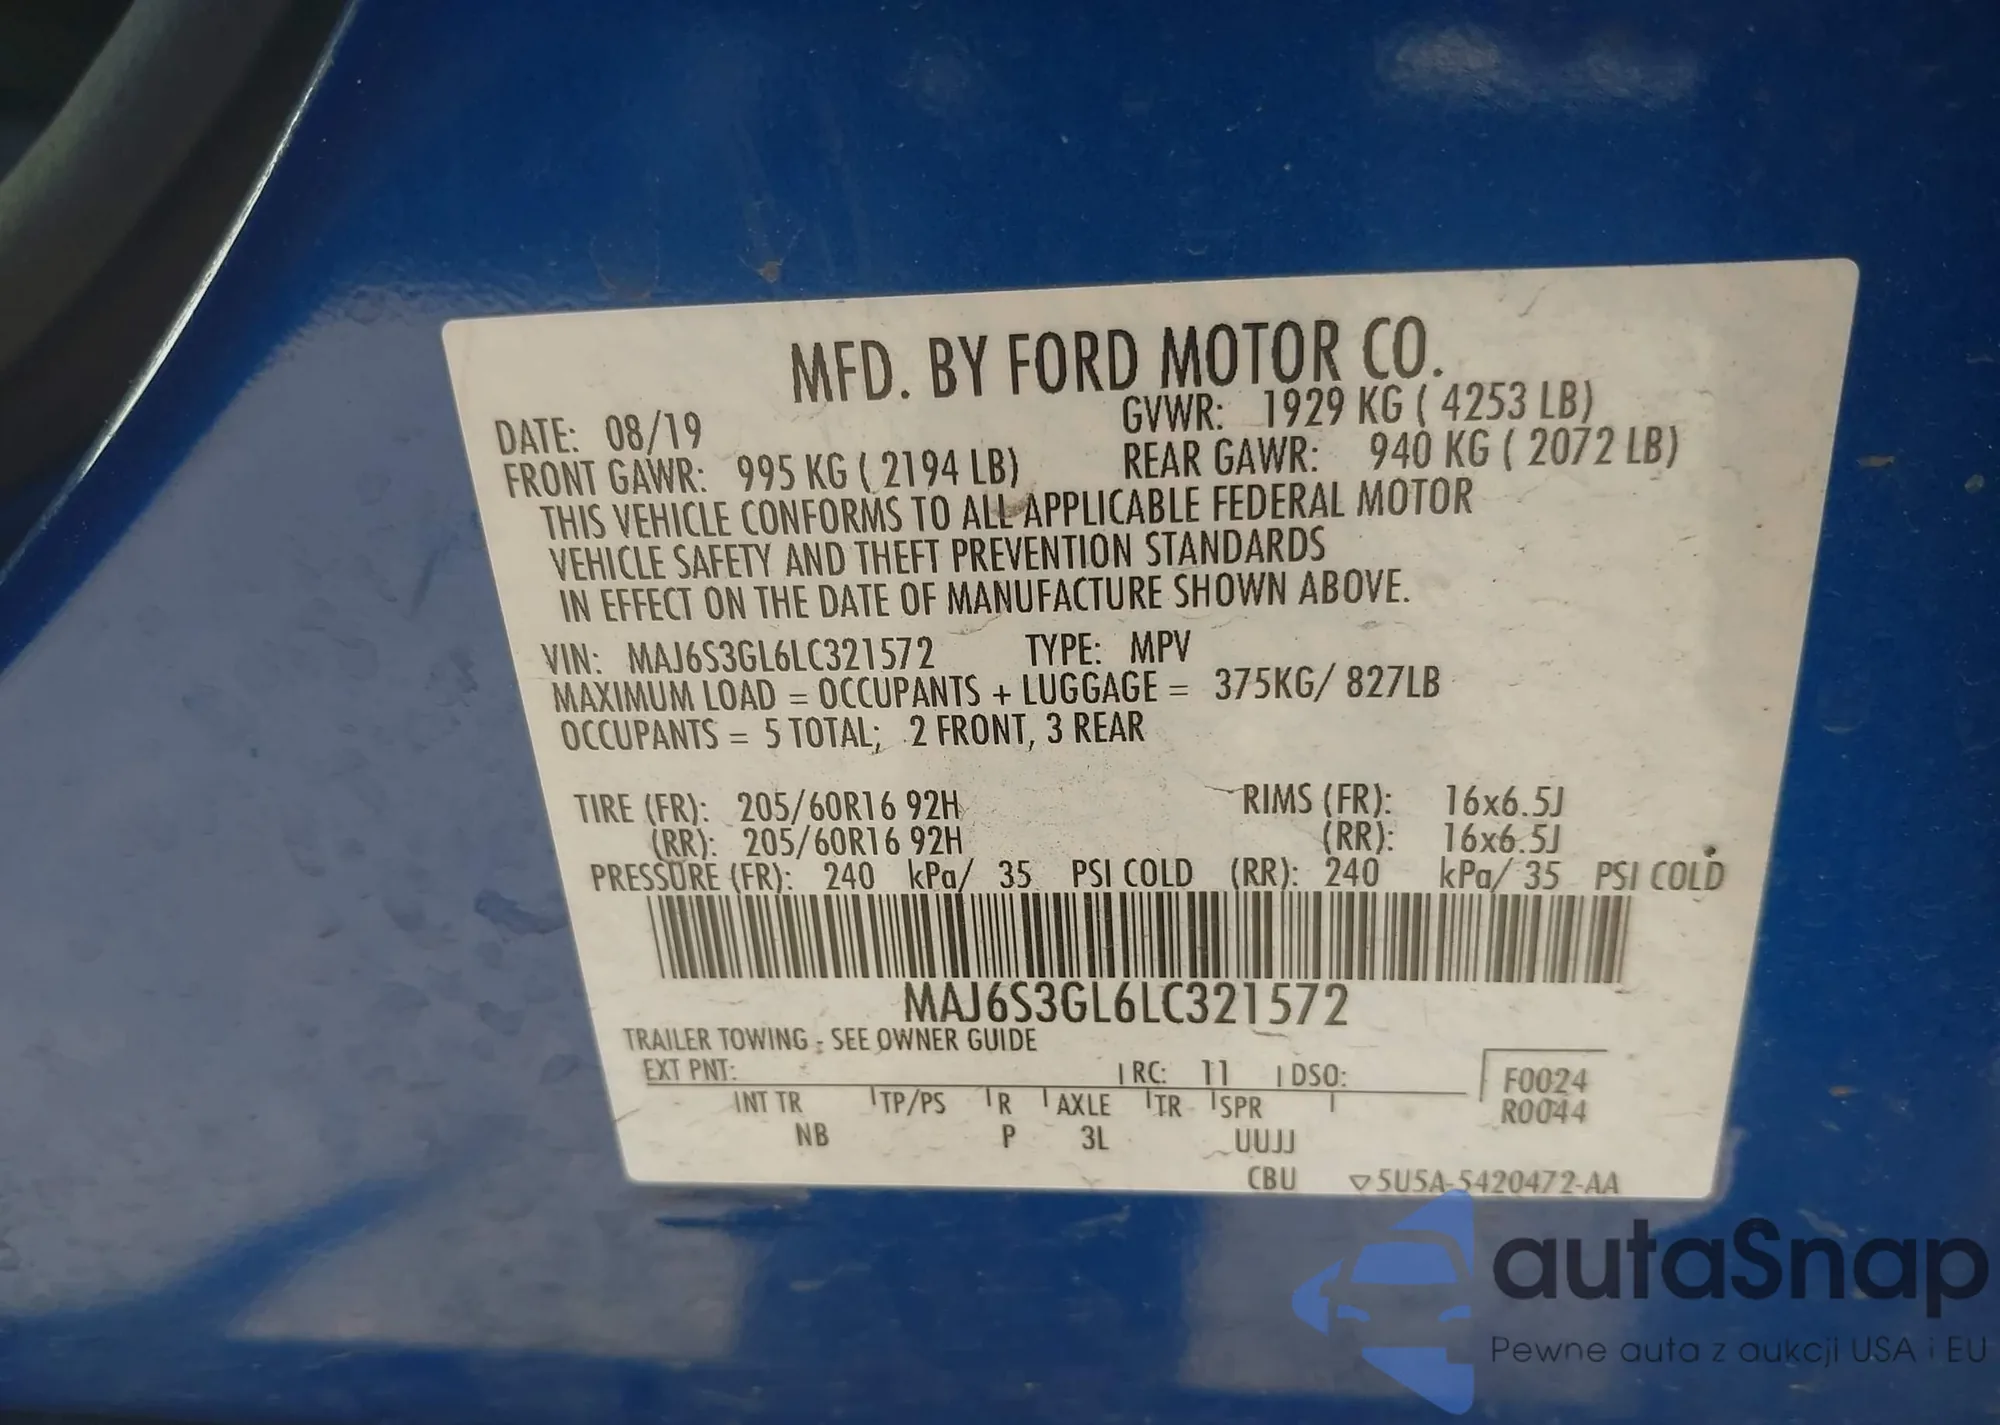 MFD. BY FORD MOTOR CO.
DATE: 08/19 GVWR: 1929 KG ( 4253 LB)
FRONT GAWR: 995 KG ( 2194 LB) REAR GAWR: 940 KG ( 2072 LB)
THIS VEHICLE CONFORMS TO ALL APPLICABLE FEDERAL MOTOR
VEHICLE SAFETY AND THEFT PREVENTION STANDARDS
IN EFFECT ON THE DATE OF MANUFACTURE SHOWN ABOVE.
VIN: MAJ6S3GL6LC321572 TYPE: MPV
MAXIMUM LOAD = OCCUPANTS + LUGGAGE = 375KG/ 827LB
OCCUPANTS = 5 TOTAL; 2 FRONT, 3 REAR
TIRE (FR): 205/60R16 92H RIMS (FR): 16x6.5J
(RR): 205/60R16 92H (RR): 16x6.5J
PRESSURE (FR): 240 kPa/ 35 PSI COLD (RR): 240 kPa/ 35 PSI COLD
MAJ6S3GL6LC321572
TRAILER TOWING - SEE OWNER GUIDE
EXT PNT: RC: 11 DSO: F0024
INT TR TP/PS R AXLE TR SPR R0044
NB P 3L UUJJ
CBU ▽5U5A-5420472-AA
autaSnap
Pewne auta z aukcji USA i EU